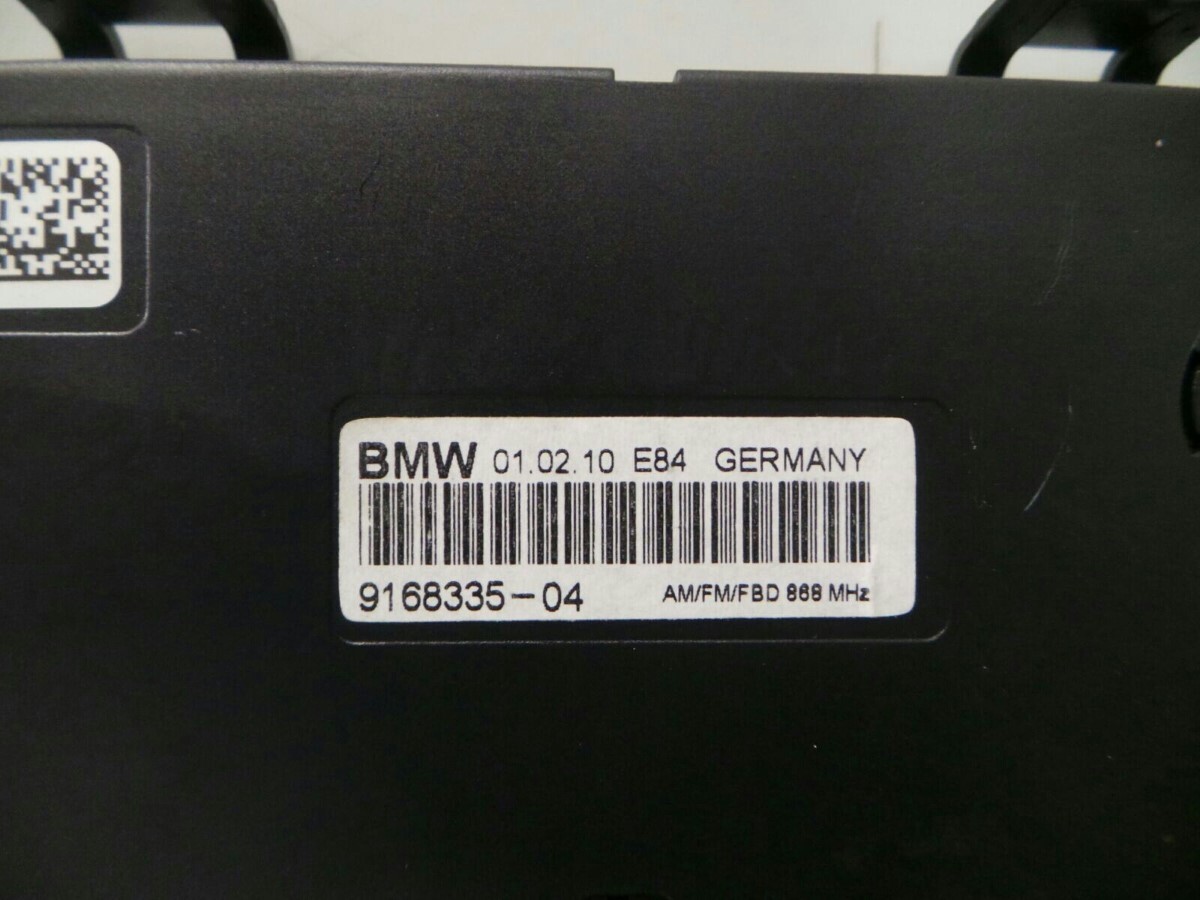 BMW 01.02.10 E84 GERMANY
9168335-04 AM/FM/FBD 868 MHz